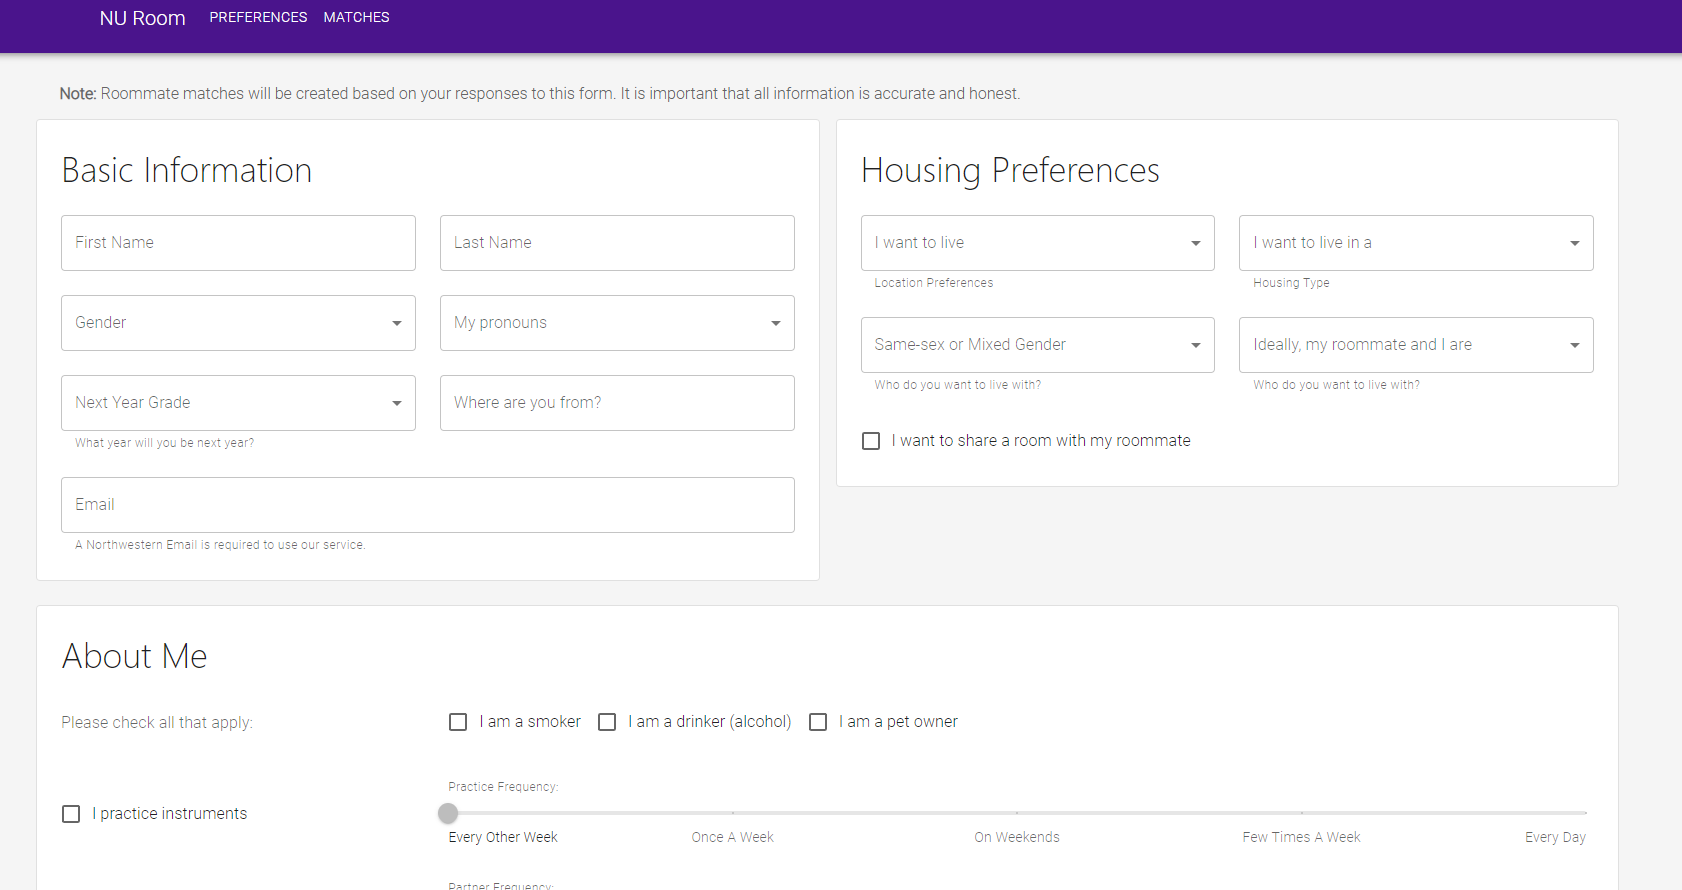 NU Room PREFERENCES MATCHES
Note: Roommate matches will be created based on your responses to this form. It is important that all information is accurate and honest.
Basic Information
First Name
Last Name
Gender
My pronouns
Next Year Grade
Where are you from?
What year will you be next year?
Email
A Northwestern Email is required to use our service.
Housing Preferences
I want to live
I want to live in a
Location Preferences
Housing Type
Same-sex or Mixed Gender
Ideally, my roommate and I are
Who do you want to live with?
Who do you want to live with?
I want to share a room with my roommate
About Me
Please check all that apply:
I am a smoker
I am a drinker (alcohol)
I am a pet owner
I practice instruments
Practice Frequency:
Every Other Week
Once A Week
On Weekends
Few Times A Week
Every Day
Partner Frequency: